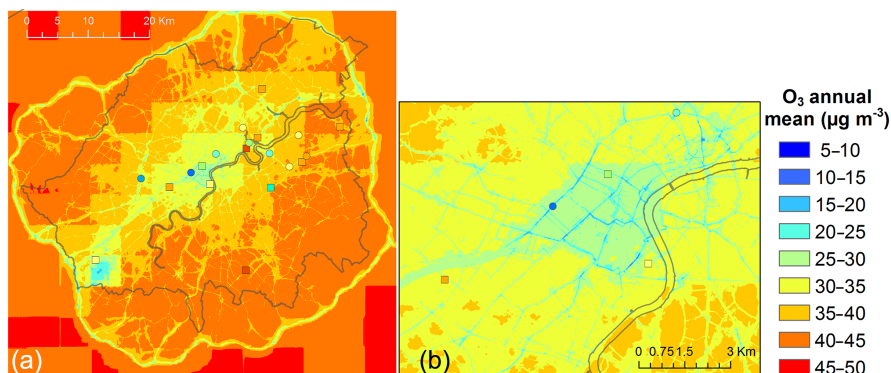 0 5 10 20 Km
(a)
(b)
0 0.75 1.5 3 Km
O₃ annual
mean (µg m⁻³)
5–10
10–15
15–20
20–25
25–30
30–35
35–40
40–45
45–50